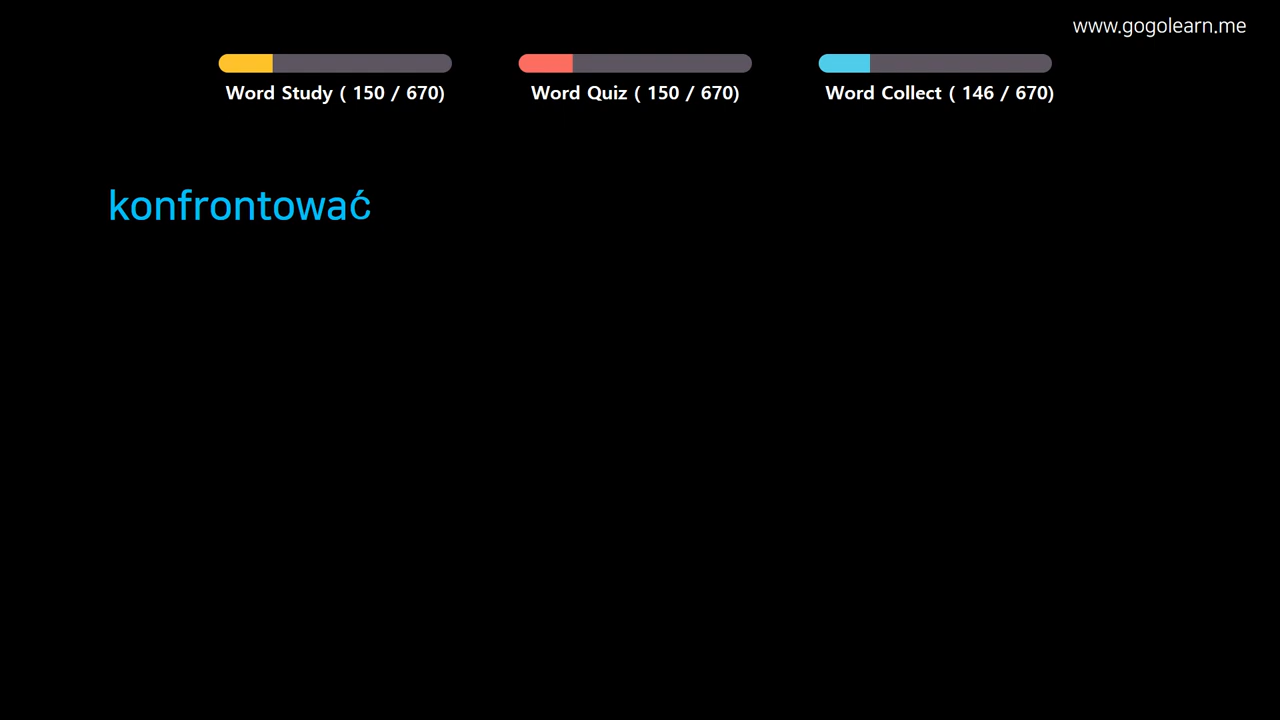 www.gogolearn.me
Word Study ( 150 / 670)
Word Quiz ( 150 / 670)
Word Collect ( 146 / 670)
konfrontować